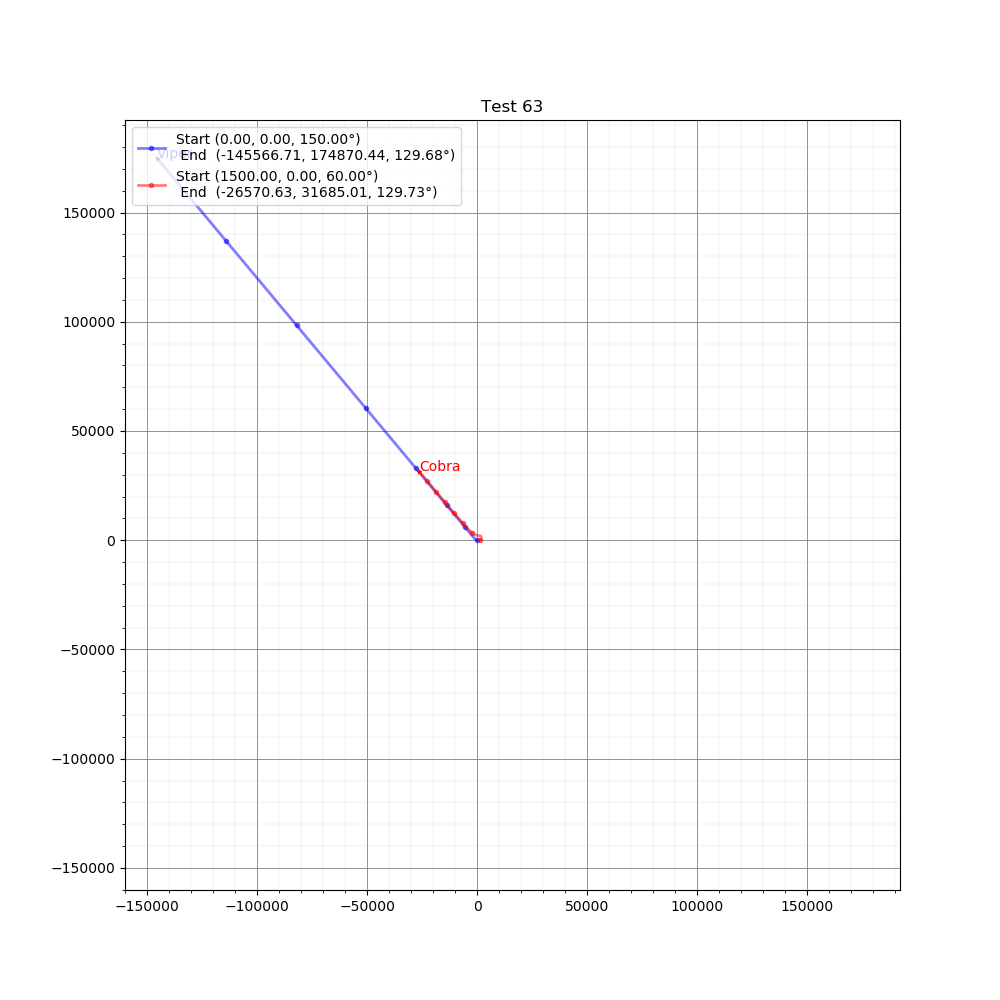 Test 63
Start (0.00, 0.00, 150.00°)
End (-145566.71, 174870.44, 129.68°)
Start (1500.00, 0.00, 60.00°)
End (-26570.63, 31685.01, 129.73°)
Viper
Cobra
150000
100000
50000
0
−50000
−100000
−150000
−150000 −100000 −50000 0 50000 100000 150000